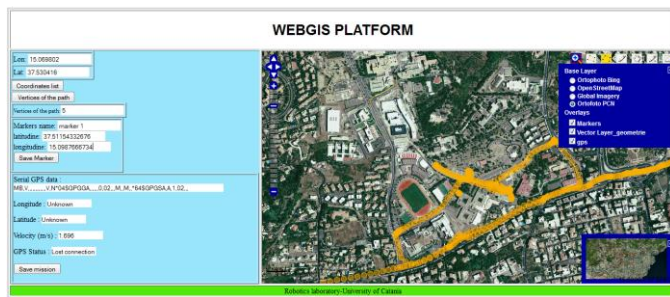 WEBGIS PLATFORM
Lon: 15.069802
Lat: 37.530416
Coordinates list
Vertices of the path
Vertices of the path: 5
Markers name: marker 1
latitudine: 37.51154332676
longitudine: 15.0987666734
Save Marker
Serial GPS data :
Longitude : Unknown
Latitude : Unknown
Velocity (m/s) : 1.696
GPS Status : Lost connection
Save mission
Base Layer
Ortophoto Bing
OpenStreetMap
Global Imagery
Ortofoto PCN
Overlays
Markers
Vector Layer_geometrie
gps
Robotics laboratory-University of Catania